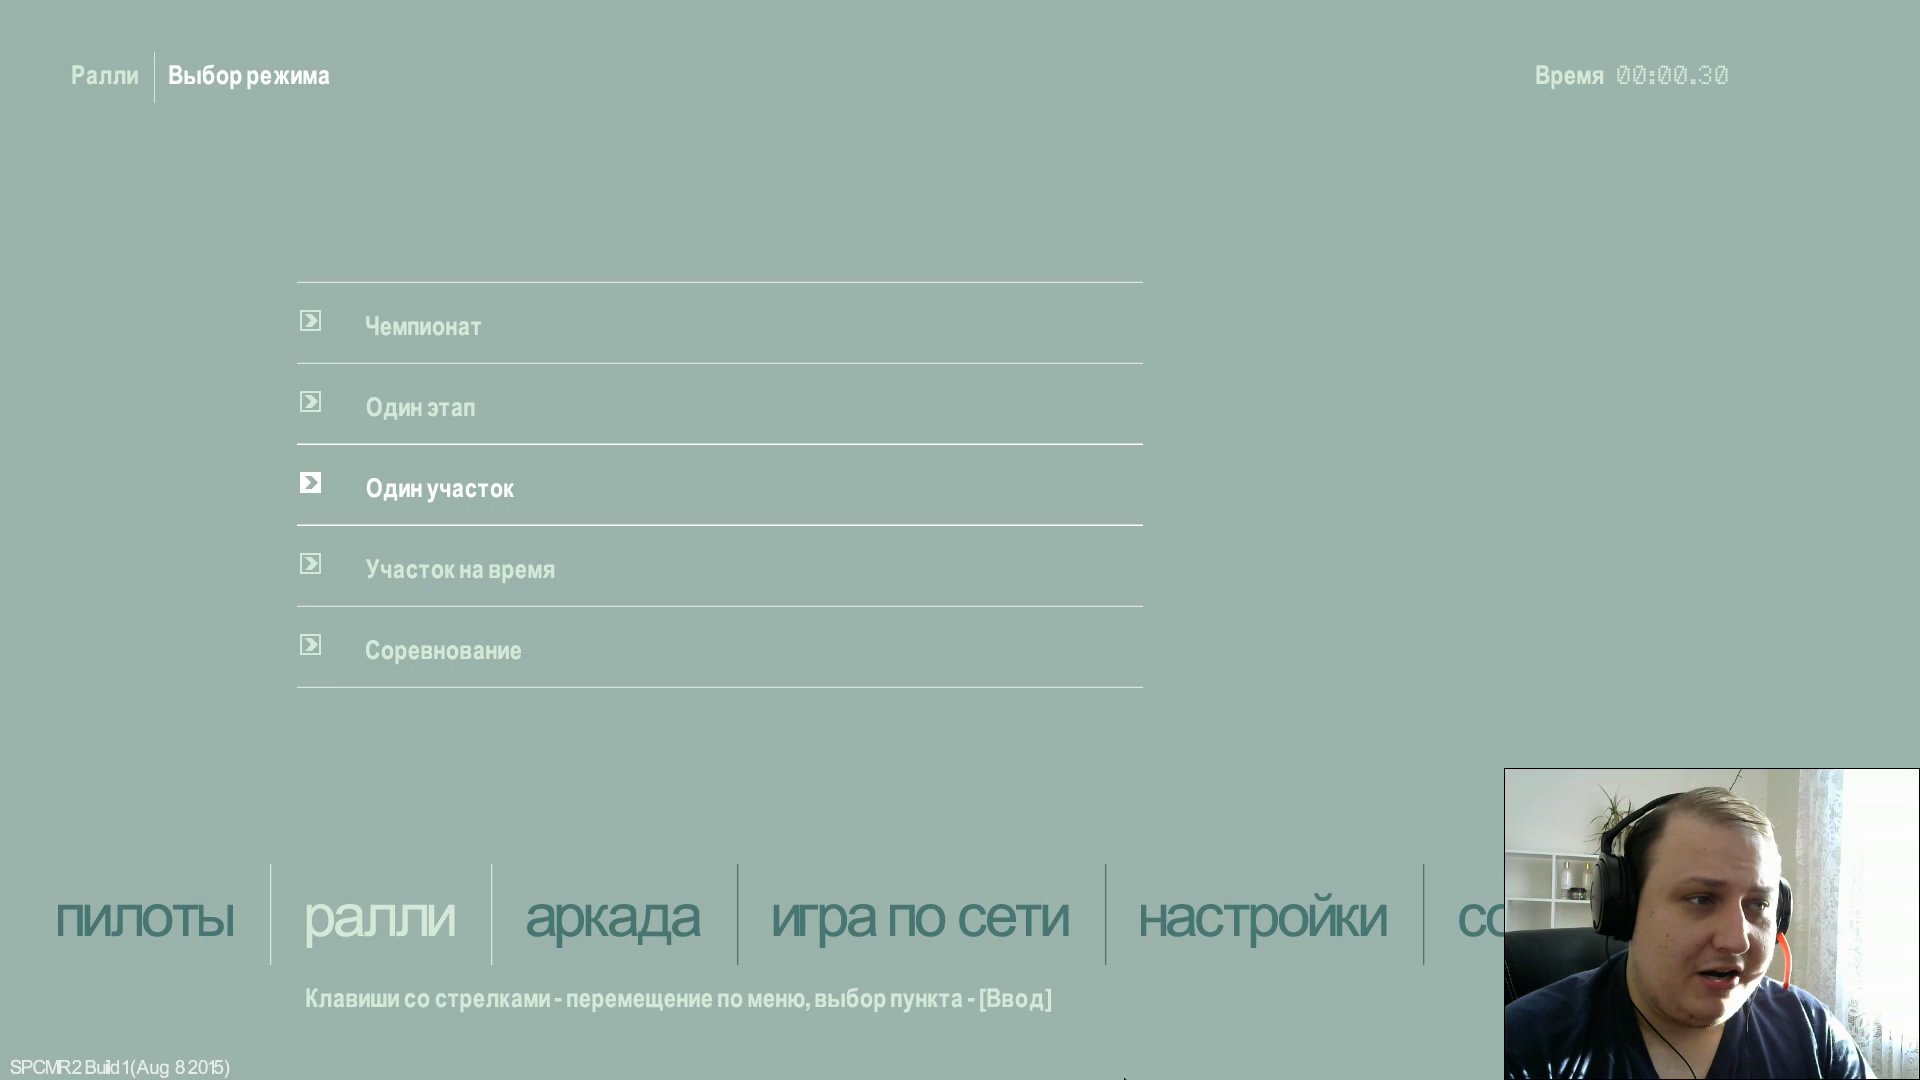 Ралли Выбор режима
Время 00:00.30
Чемпионат
Один этап
Один участок
Участок на время
Соревнование
пилоты ралли аркада игра по сети настройки
Клавиши со стрелками - перемещение по меню, выбор пункта - [Ввод]
SPCMR2 Build 1 (Aug 8 2015)